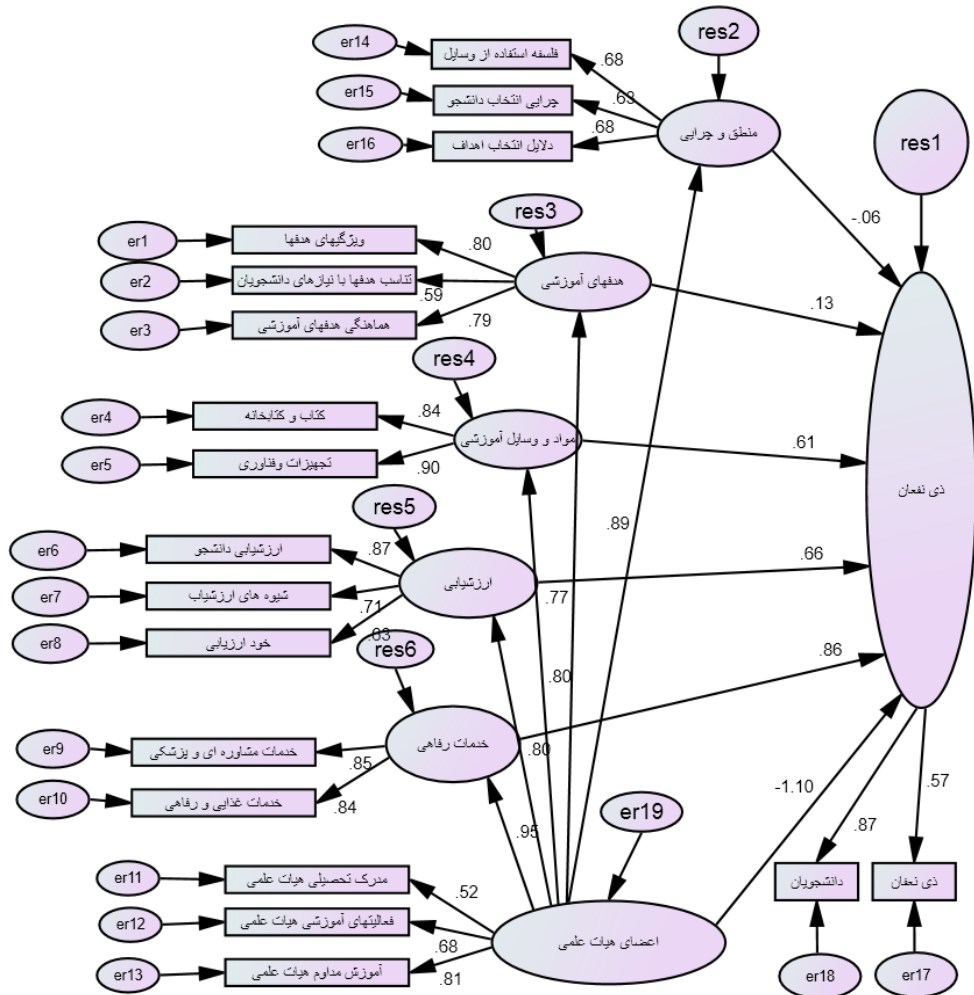 res2
er14
فلسفه استفاده از وسایل
.68
er15
چرایی انتخاب دانشجو
.63
er16
دلایل انتخاب اهداف
.68
منطق و چرایی
res1
-.06
res3
er1
ویژگیهای هدفها
.80
er2
تناسب هدفها با نیازهای دانشجویان
.59
er3
هماهنگی هدفهای آموزشی
.79
هدفهای آموزشی
.13
res4
er4
کتاب و کتابخانه
.84
er5
تجهیزات وفناوری
.90
مواد و وسایل آموزشی
.61
ذی نفعان
.89
res5
er6
ارزشیابی دانشجو
.87
er7
شیوه های ارزشیاب
.71
er8
خود ارزیابی
.63
ارزشیابی
.66
.77
.80
.80
res6
er9
خدمات مشاوره ای و پزشکی
.85
er10
خدمات غذایی و رفاهی
.84
خدمات رفاهی
.86
.95
er19
-1.10
.57
.87
er11
مدرک تحصیلی هیات علمی
.52
er12
فعالیتهای آموزشی هیات علمی
.68
er13
آموزش مداوم هیات علمی
.81
اعضای هیات علمی
دانشجویان
ذی نعفان
er18
er17